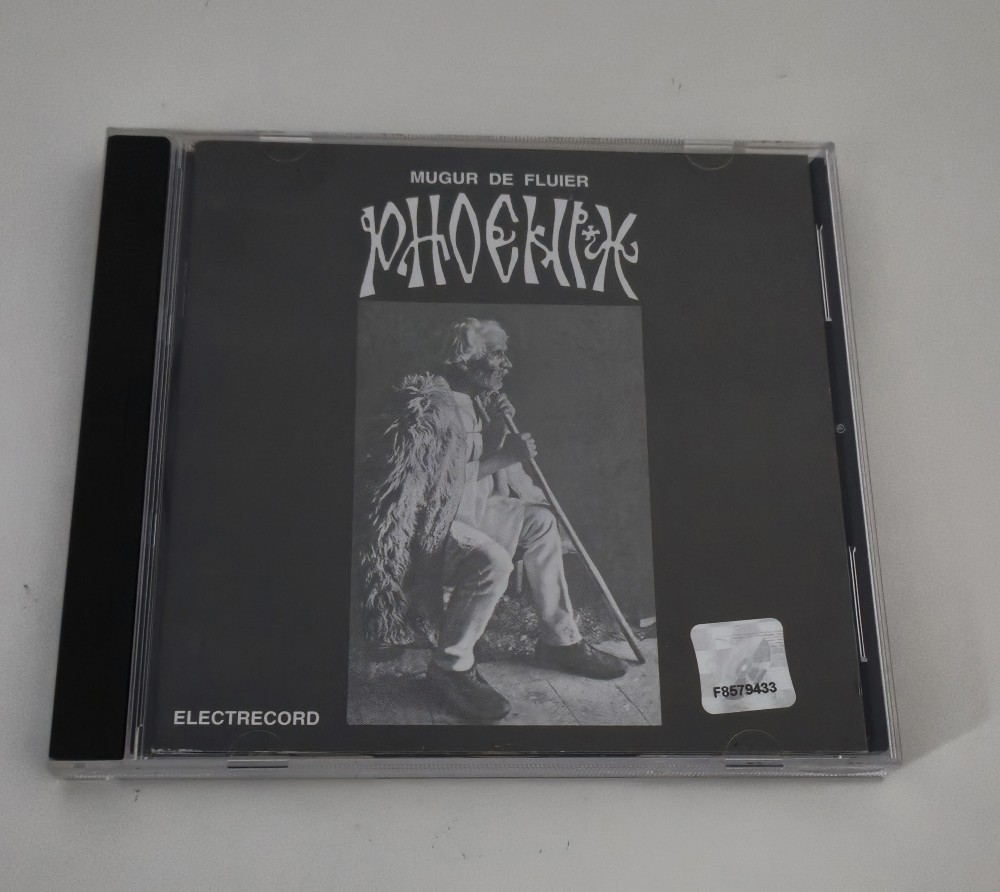 MUGUR DE FLUIER
PHOENIX
ELECTRECORD
F8579433